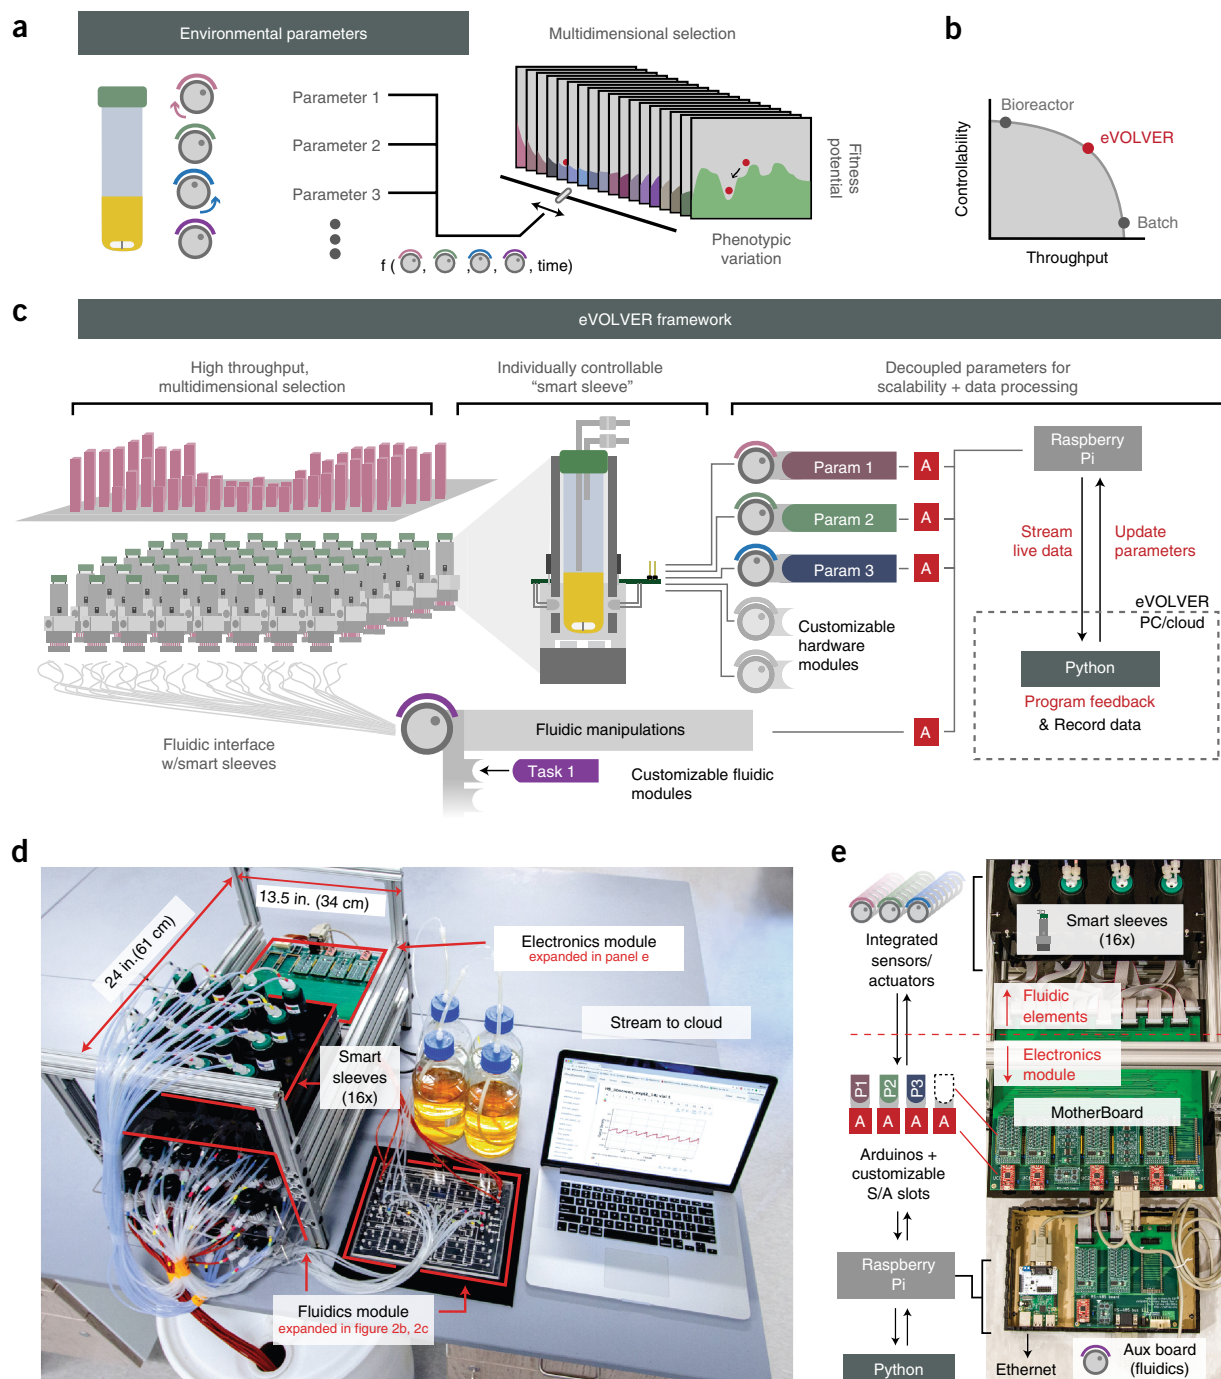 a
Environmental parameters
Multidimensional selection
Parameter 1
Parameter 2
Parameter 3
f ( , , , , time)
Fitness
potential
Phenotypic
variation
b
Bioreactor
eVOLVER
Batch
Controllability
Throughput
c
eVOLVER framework
High throughput,
multidimensional selection
Individually controllable
“smart sleeve”
Decoupled parameters for
scalability + data processing
Param 1
A
Param 2
A
Param 3
A
Raspberry
Pi
Stream
live data
Update
parameters
eVOLVER
PC/cloud
Python
Program feedback
& Record data
Customizable
hardware
modules
Fluidic manipulations
A
Fluidic interface
w/smart sleeves
Task 1
Customizable fluidic
modules
d
13.5 in. (34 cm)
24 in.(61 cm)
Electronics module
expanded in panel e
Stream to cloud
Smart
sleeves
(16x)
Fluidics module
expanded in figure 2b, 2c
e
Integrated
sensors/
actuators
Smart sleeves
(16x)
Fluidic
elements
Electronics
module
P1
P2
P3
A
A
A
A
MotherBoard
Arduinos +
customizable
S/A slots
Raspberry
Pi
Python
Ethernet
Aux board
(fluidics)